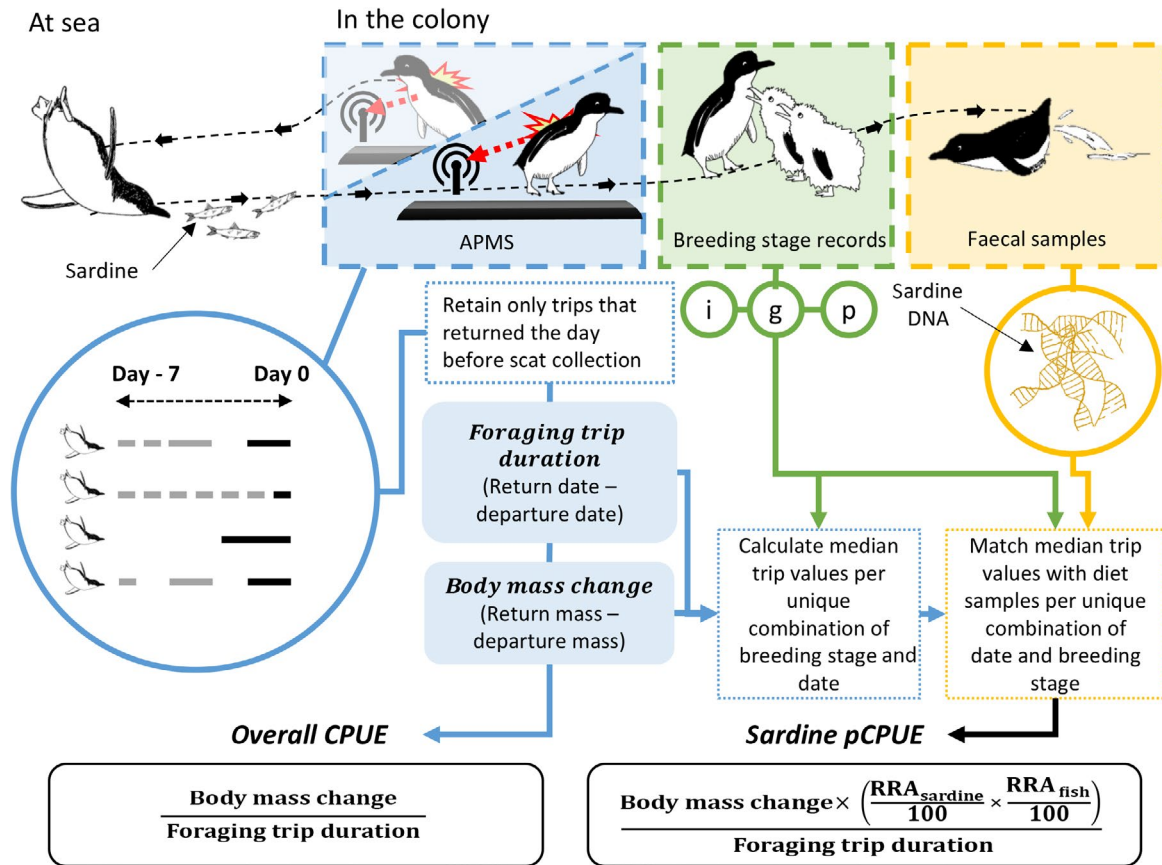 At sea
In the colony
Sardine
APMS
Breeding stage records
Faecal samples
i
g
p
Sardine
DNA
Retain only trips that
returned the day
before scat collection
Day - 7
Day 0
Foraging trip
duration
(Return date –
departure date)
Body mass change
(Return mass –
departure mass)
Calculate median
trip values per
unique
combination of
breeding stage and
date
Match median trip
values with diet
samples per unique
combination of
date and breeding
stage
Overall CPUE
Sardine pCPUE
Body mass change
Foraging trip duration
Body mass change× (RRA sardine/100 × RRA fish/100)
Foraging trip duration